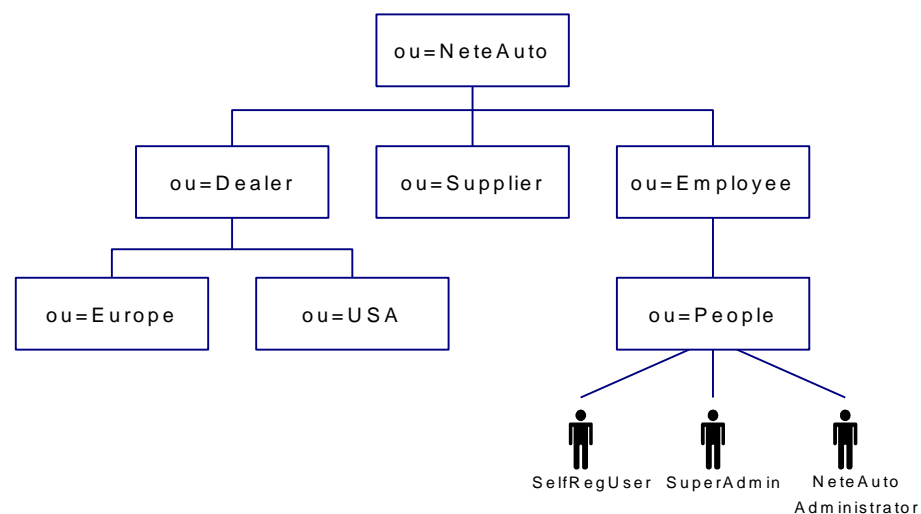 ou=NeteAuto
ou=Dealer
ou=Supplier
ou=Employee
ou=Europe
ou=USA
ou=People
SelfRegUser
SuperAdmin
NeteAuto
Administrator